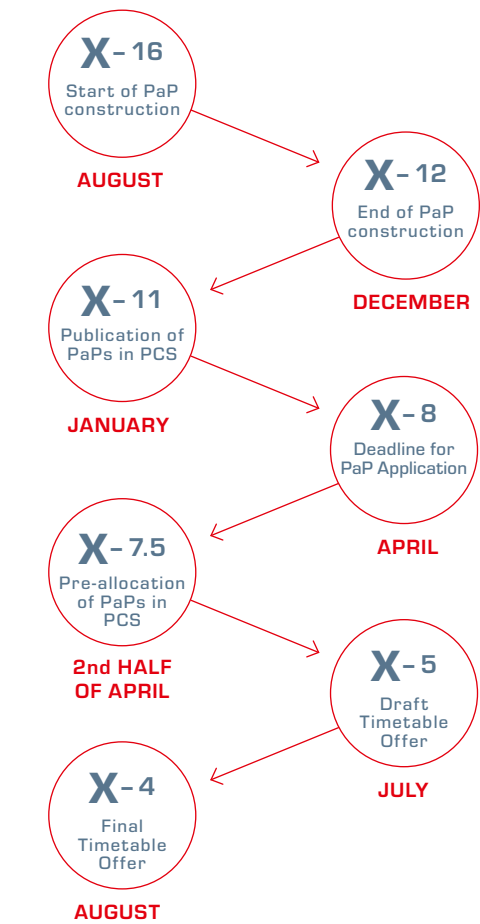 X-16
Start of PaP
construction
AUGUST
X-12
End of PaP
construction
DECEMBER
X-11
Publication of
PaPs in PCS
JANUARY
X-8
Deadline for
PaP Application
APRIL
X-7.5
Pre-allocation
of PaPs in
PCS
2nd HALF
OF APRIL
X-5
Draft
Timetable
Offer
JULY
X-4
Final
Timetable
Offer
AUGUST